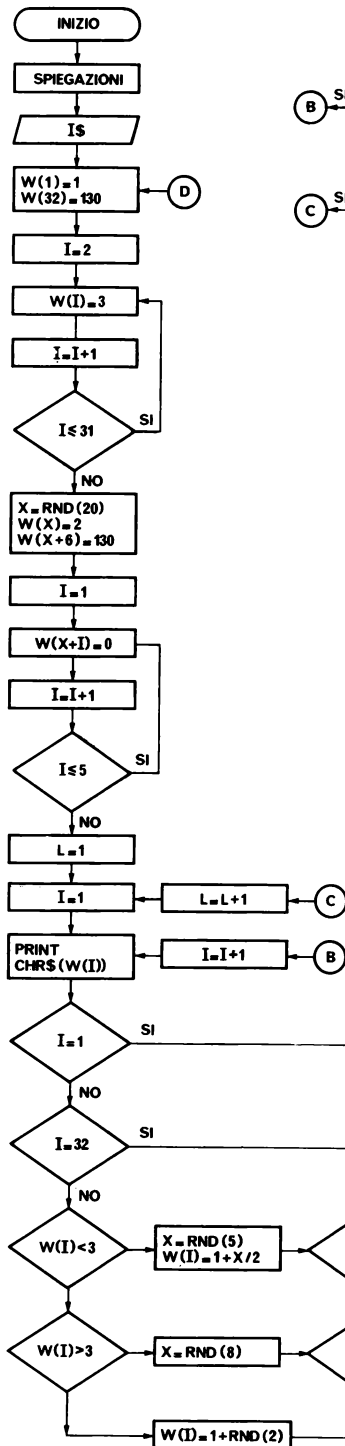 INIZIO
SPIEGAZIONI
I$
W(1)=1
W(32)=130
D
I=2
W(I)=3
I=I+1
I≤31
SI
NO
X=RND(20)
W(X)=2
W(X+6)=130
I=1
W(X+I)=0
I=I+1
I≤5
SI
NO
L=1
I=1
L=L+1
C
PRINT
CHR$(W(I))
I=I+1
B
I=1
SI
NO
I=32
SI
NO
W(I)<3
X=RND(5)
W(I)=1+X/2
W(I)>3
X=RND(8)
W(I)=1+RND(2)
B
SI
C
SI